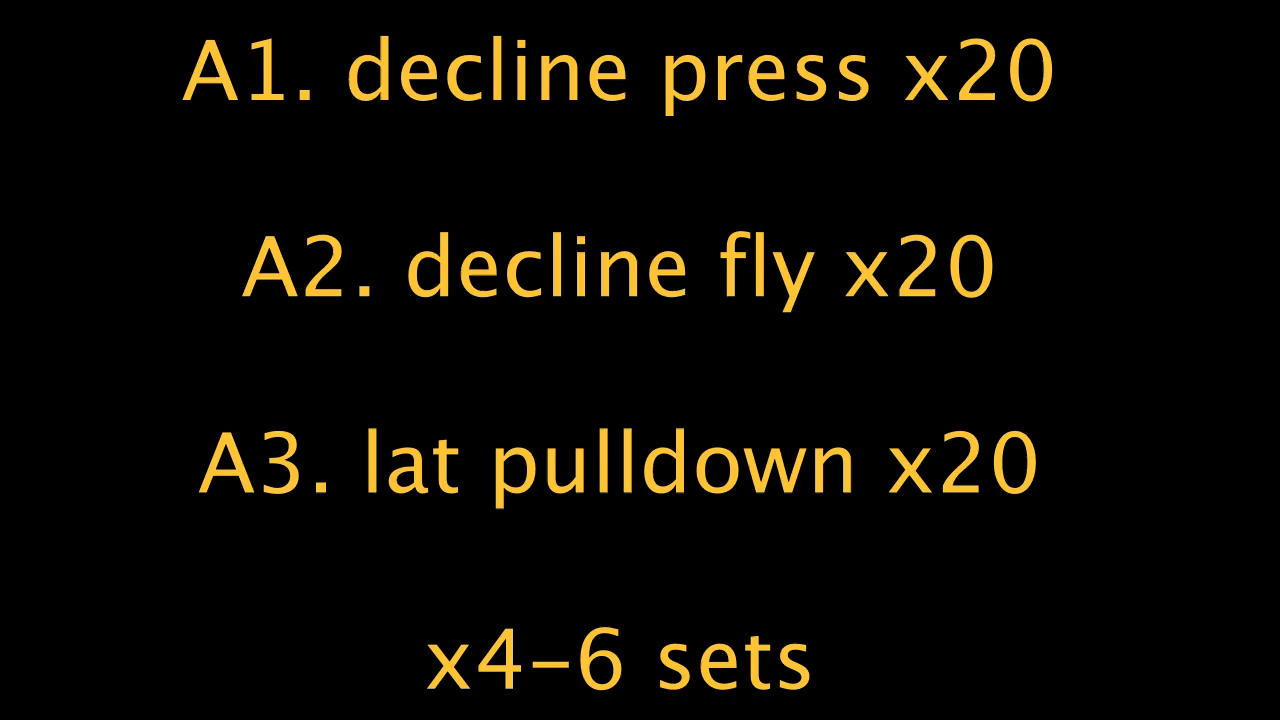 A1. decline press x20
A2. decline fly x20
A3. lat pulldown x20
x4-6 sets